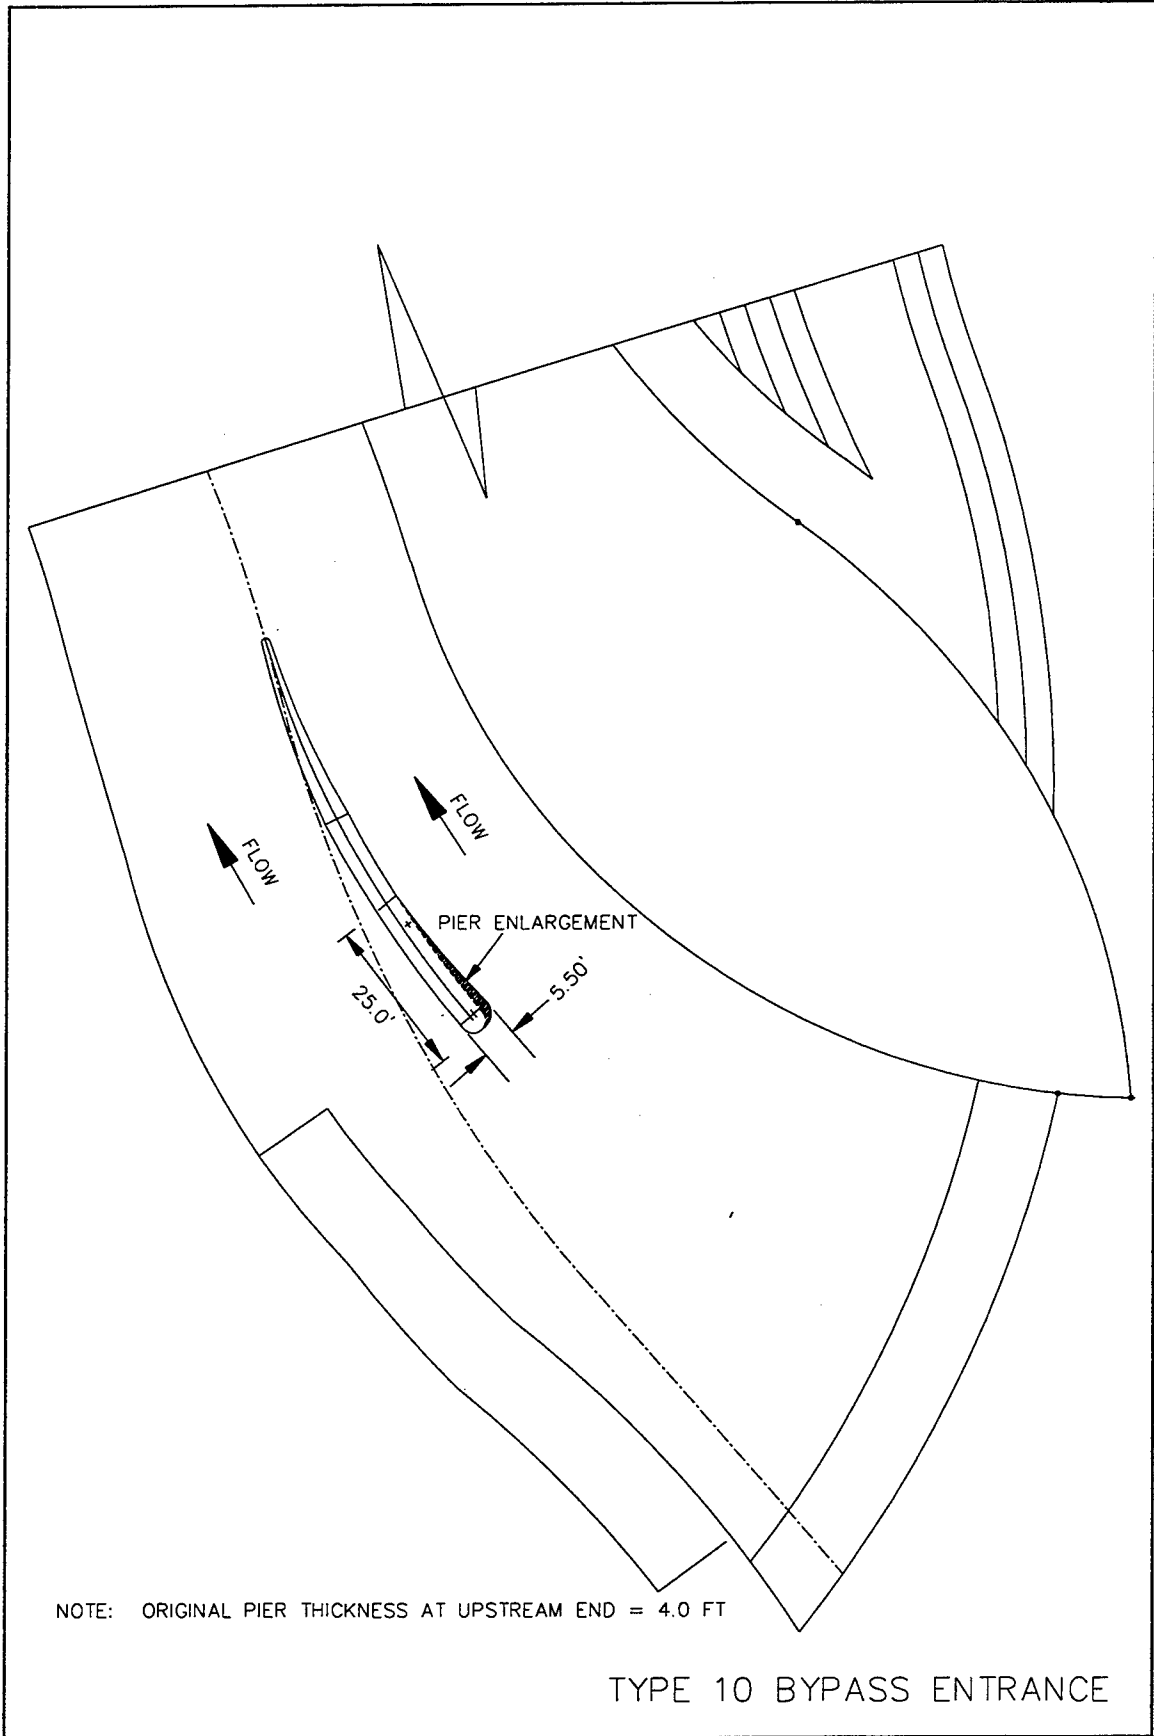 FLOW
FLOW
PIER ENLARGEMENT
5.50'
25.0'
NOTE: ORIGINAL PIER THICKNESS AT UPSTREAM END = 4.0 FT
TYPE 10 BYPASS ENTRANCE